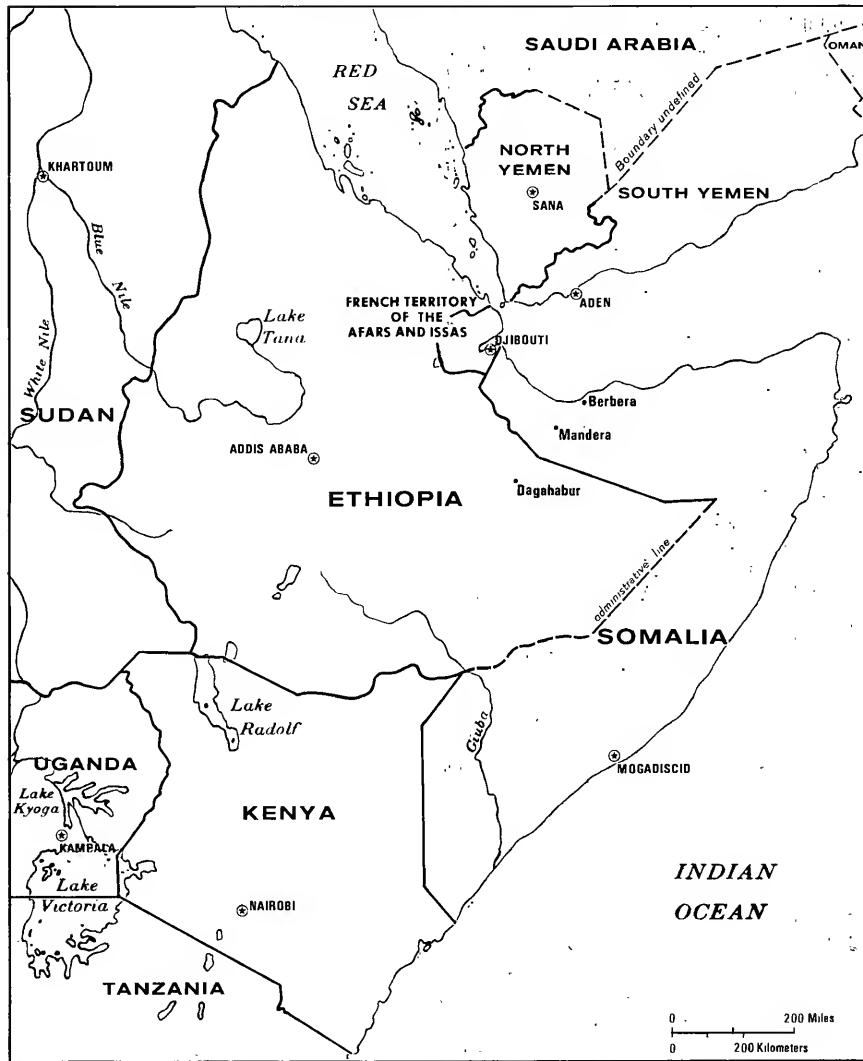 SAUDI ARABIA
OMAN
RED
SEA
Boundary undefined
NORTH
YEMEN
SANA
SOUTH YEMEN
KHARTOUM
Blue
Nile
White Nile
ADEN
FRENCH TERRITORY
OF THE
AFARS AND ISSAS
DJIBOUTI
Lake
Tana
SUDAN
Berbera
Mandera
ADDIS ABABA
ETHIOPIA
Dagahabur
administrative line
SOMALIA
Lake
Radolf
Giuba
MOGADISCID
UGANDA
Lake
Kyoga
KAMPALA
KENYA
Lake
Victoria
NAIROBI
INDIAN
OCEAN
TANZANIA
0 200 Miles
0 200 Kilometers